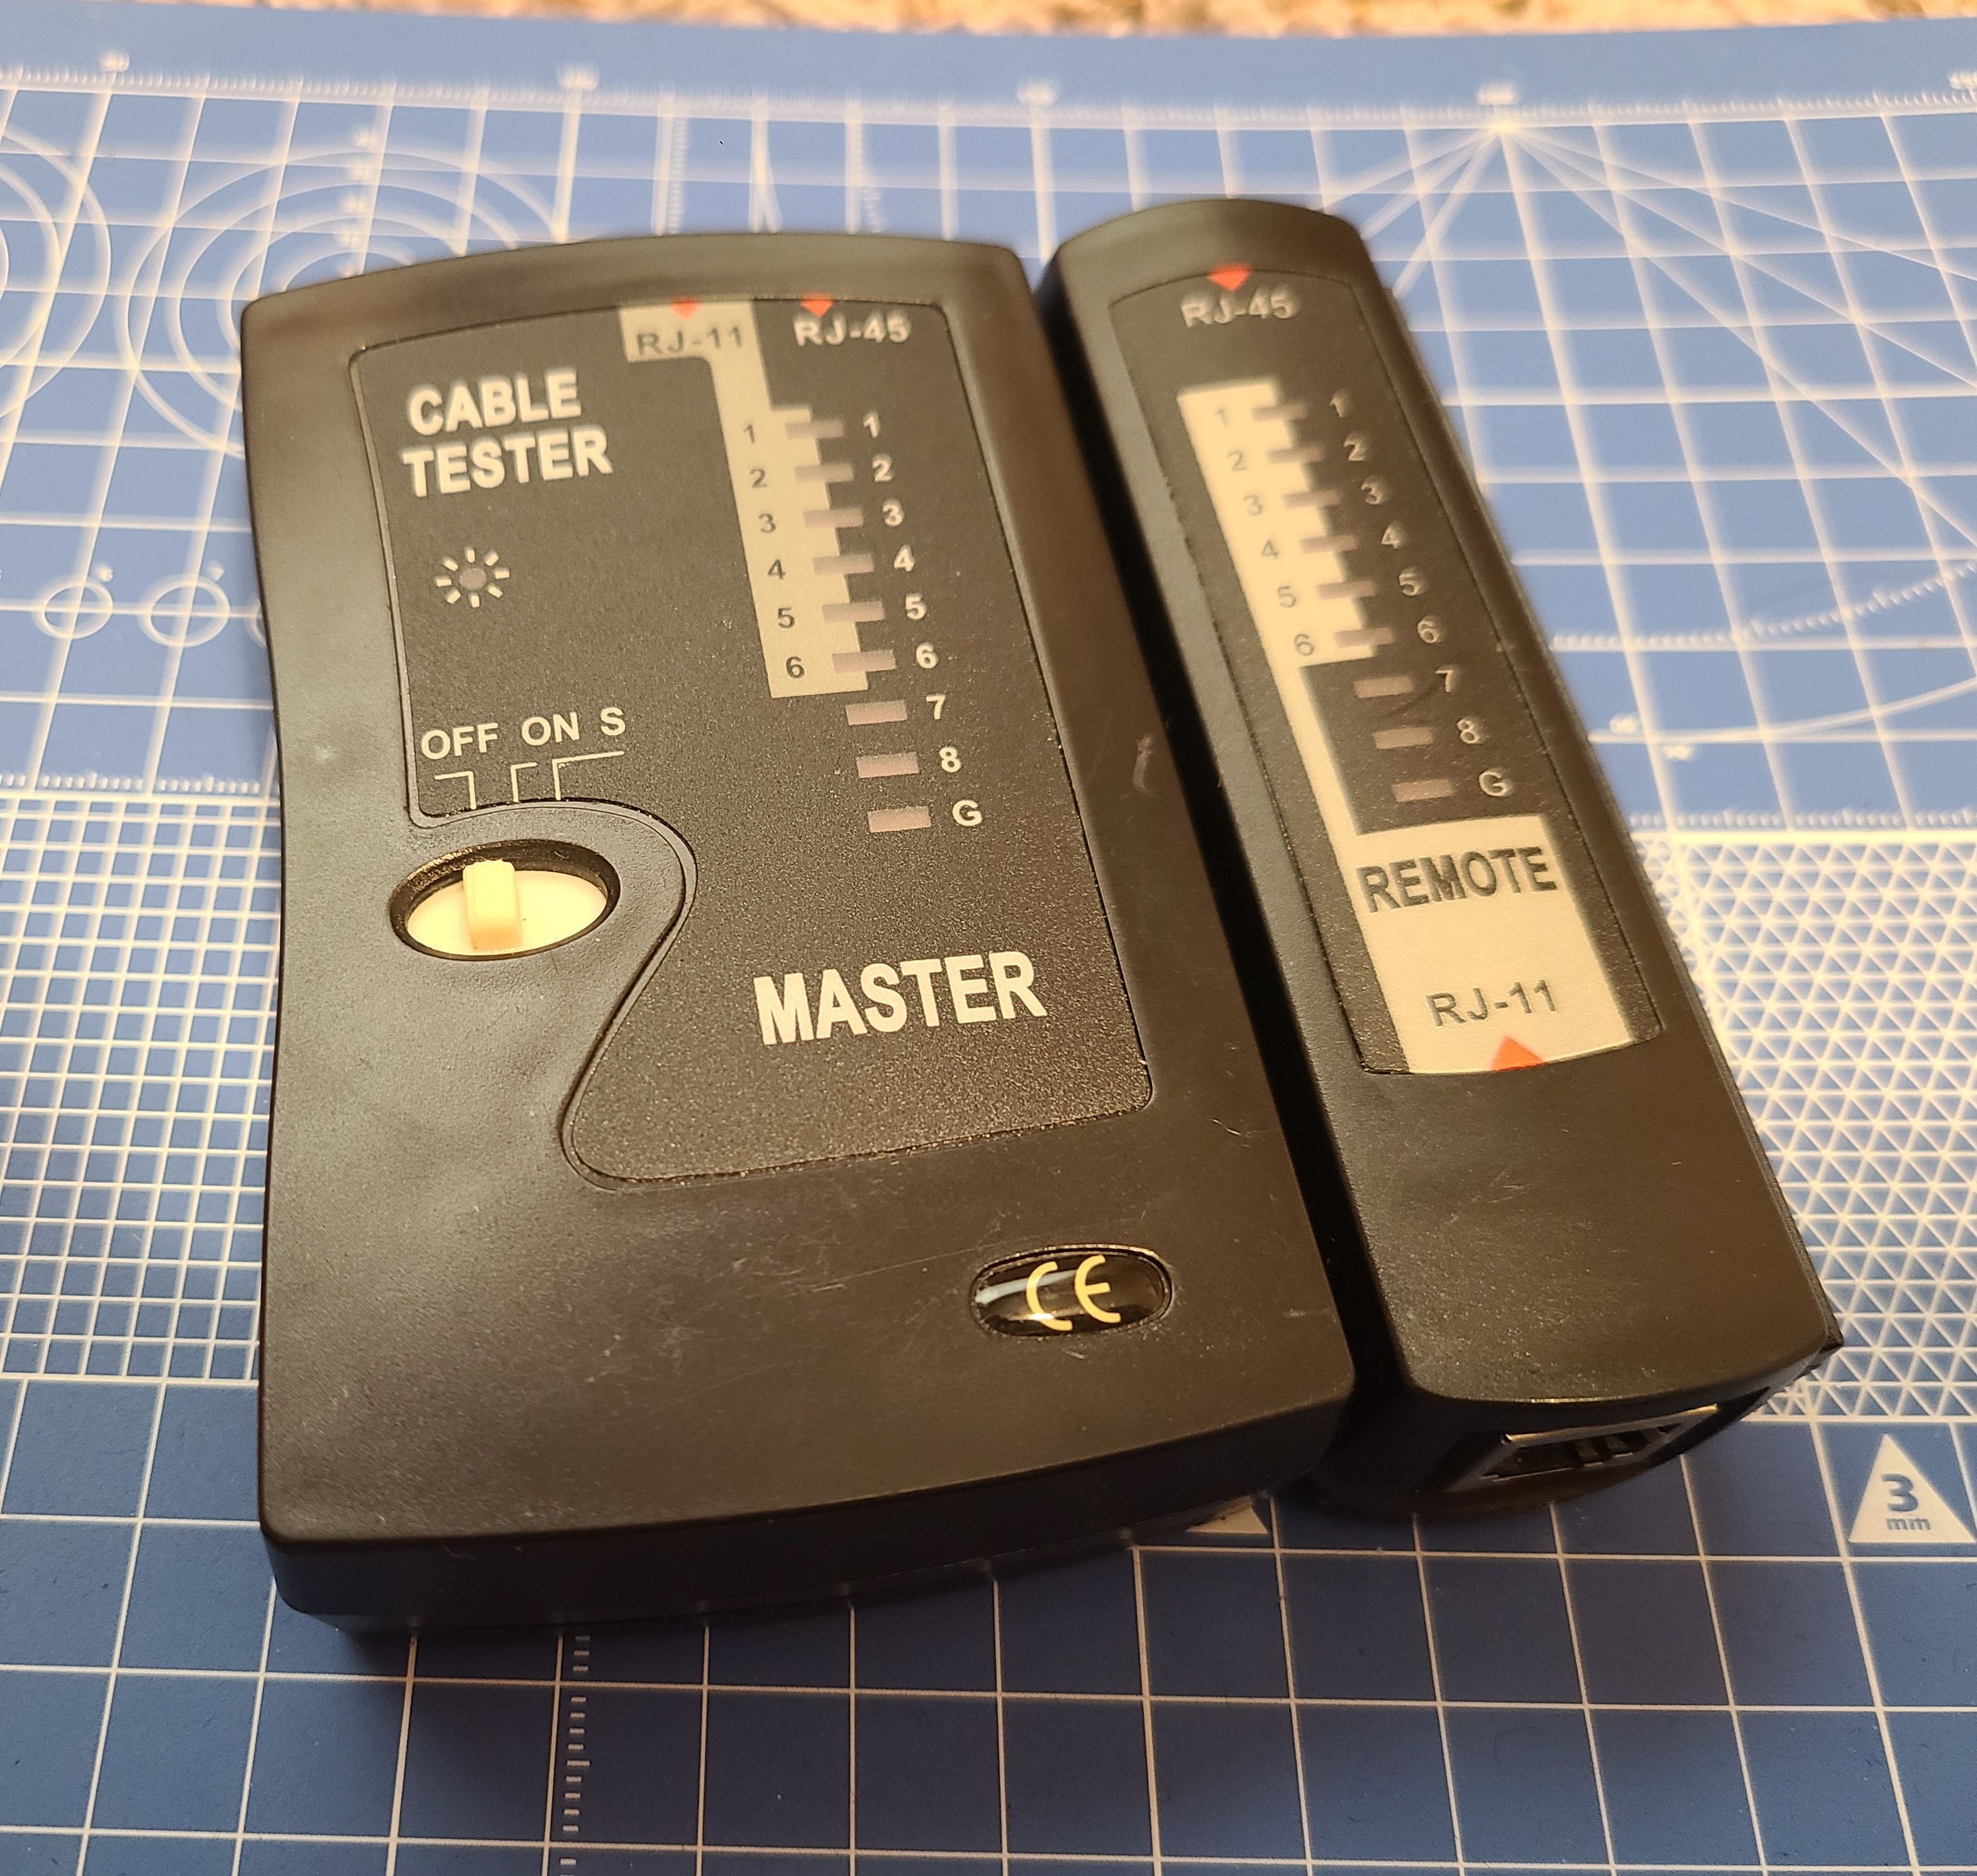 RJ-11 RJ-45
CABLE
TESTER
1 1
2 2
3 3
4 4
5 5
6 6
7
8
G
OFF ON S
MASTER
CE
RJ-45
1 1
2 2
3 3
4 4
5 5
6 6
7
8
G
REMOTE
RJ-11
3
mm